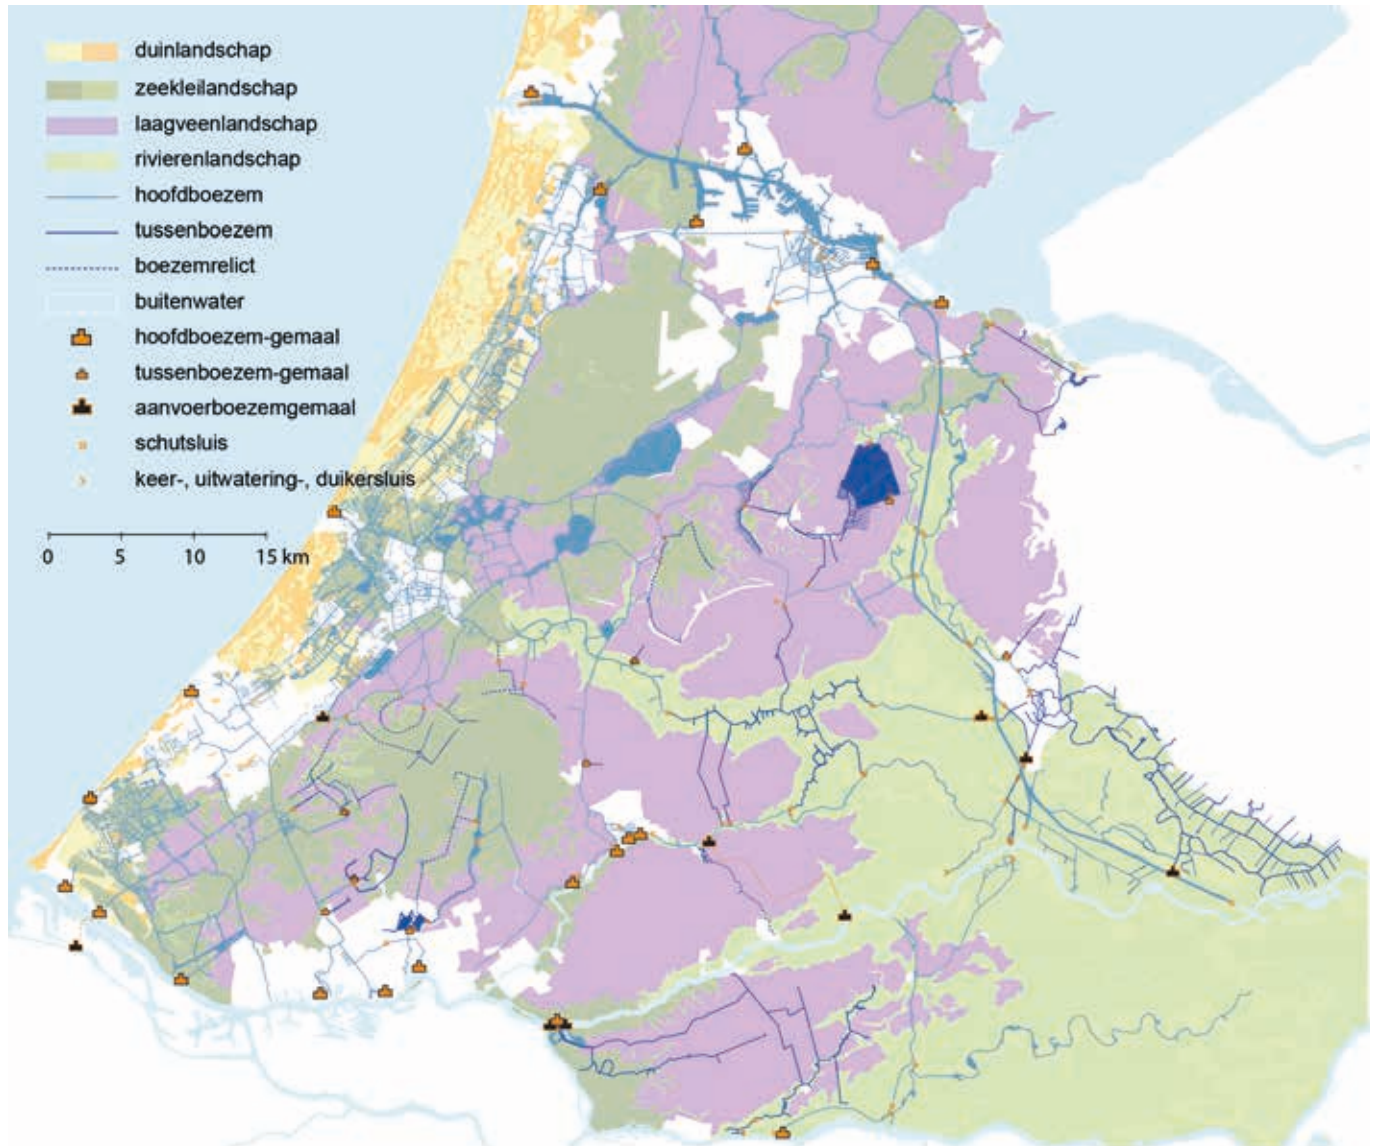 duinlandschap
zeekleilandschap
laagveenlandschap
rivierenlandschap
hoofdboezem
tussenboezem
boezemrelict
buitenwater
hoofdboezem-gemaal
tussenboezem-gemaal
aanvoerboezemgemaal
schutsluis
keer-, uitwatering-, duikersluis
0 5 10 15 km